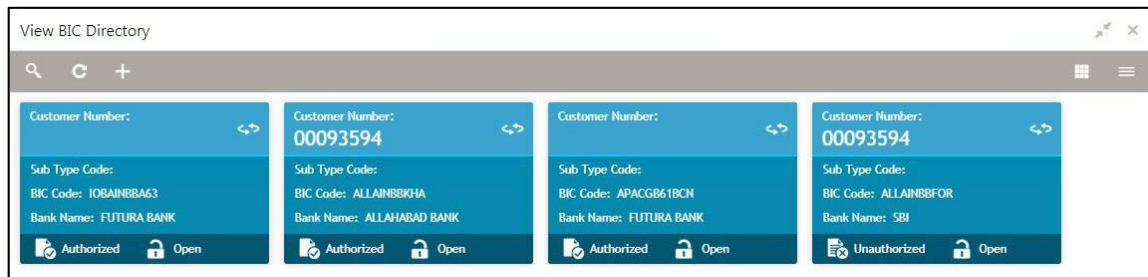 View BIC Directory
Customer Number:
Sub Type Code:
BIC Code: IOBAINBBA63
Bank Name: FUTURA BANK
Authorized Open
Customer Number:
00093594
Sub Type Code:
BIC Code: ALLAINBBKHA
Bank Name: ALLAHABAD BANK
Authorized Open
Customer Number:
Sub Type Code:
BIC Code: APACGB61BCN
Bank Name: FUTURA BANK
Authorized Open
Customer Number:
00093594
Sub Type Code:
BIC Code: ALLAINBBFOR
Bank Name: SBI
Unauthorized Open